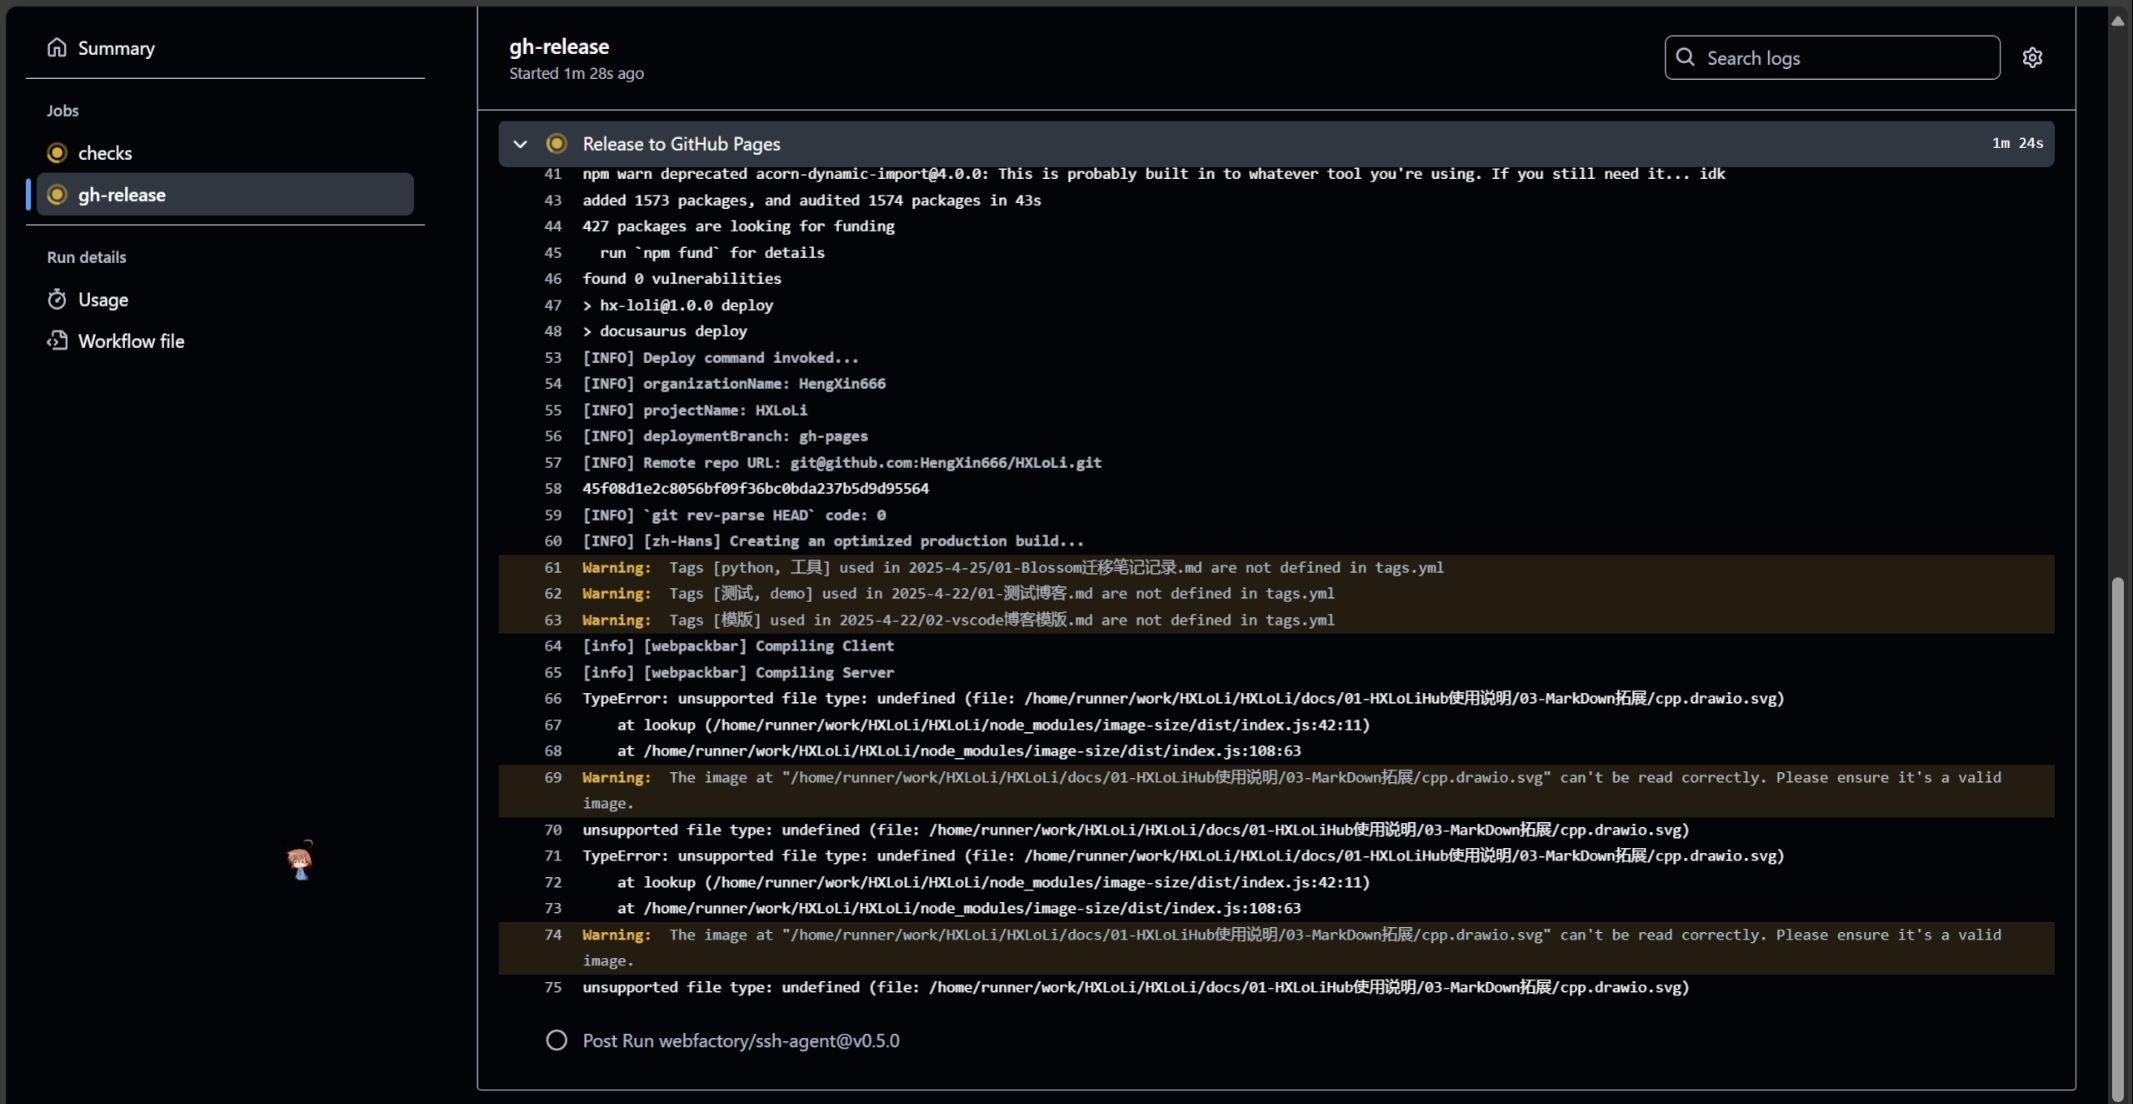 Summary
Jobs
checks
gh-release
Run details
Usage
Workflow file
gh-release
Started 1m 28s ago
Search logs
Release to GitHub Pages
1m 24s
41 npm warn deprecated acorn-dynamic-import@4.0.0: This is probably built in to whatever tool you're using. If you still need it... idk
43 added 1573 packages, and audited 1574 packages in 43s
44 427 packages are looking for funding
45 run `npm fund` for details
46 found 0 vulnerabilities
47 > hx-loli@1.0.0 deploy
48 > docusaurus deploy
53 [INFO] Deploy command invoked...
54 [INFO] organizationName: HengXin666
55 [INFO] projectName: HXLoLi
56 [INFO] deploymentBranch: gh-pages
57 [INFO] Remote repo URL: git@github.com:HengXin666/HXLoLi.git
58 45f08d1e2c8056bf09f36bc0bda237b5d9d95564
59 [INFO] `git rev-parse HEAD` code: 0
60 [INFO] [zh-Hans] Creating an optimized production build...
61 Warning: Tags [python, 工具] used in 2025-4-25/01-Blossom迁移笔记记录.md are not defined in tags.yml
62 Warning: Tags [测试, demo] used in 2025-4-22/01-测试博客.md are not defined in tags.yml
63 Warning: Tags [模版] used in 2025-4-22/02-vscode博客模版.md are not defined in tags.yml
64 [info] [webpackbar] Compiling Client
65 [info] [webpackbar] Compiling Server
66 TypeError: unsupported file type: undefined (file: /home/runner/work/HXLoLi/HXLoLi/docs/01-HXLoLiHub使用说明/03-MarkDown拓展/cpp.drawio.svg)
67 at lookup (/home/runner/work/HXLoLi/HXLoLi/node_modules/image-size/dist/index.js:42:11)
68 at /home/runner/work/HXLoLi/HXLoLi/node_modules/image-size/dist/index.js:108:63
69 Warning: The image at "/home/runner/work/HXLoLi/HXLoLi/docs/01-HXLoLiHub使用说明/03-MarkDown拓展/cpp.drawio.svg" can't be read correctly. Please ensure it's a valid
image.
70 unsupported file type: undefined (file: /home/runner/work/HXLoLi/HXLoLi/docs/01-HXLoLiHub使用说明/03-MarkDown拓展/cpp.drawio.svg)
71 TypeError: unsupported file type: undefined (file: /home/runner/work/HXLoLi/HXLoLi/docs/01-HXLoLiHub使用说明/03-MarkDown拓展/cpp.drawio.svg)
72 at lookup (/home/runner/work/HXLoLi/HXLoLi/node_modules/image-size/dist/index.js:42:11)
73 at /home/runner/work/HXLoLi/HXLoLi/node_modules/image-size/dist/index.js:108:63
74 Warning: The image at "/home/runner/work/HXLoLi/HXLoLi/docs/01-HXLoLiHub使用说明/03-MarkDown拓展/cpp.drawio.svg" can't be read correctly. Please ensure it's a valid
image.
75 unsupported file type: undefined (file: /home/runner/work/HXLoLi/HXLoLi/docs/01-HXLoLiHub使用说明/03-MarkDown拓展/cpp.drawio.svg)
Post Run webfactory/ssh-agent@v0.5.0